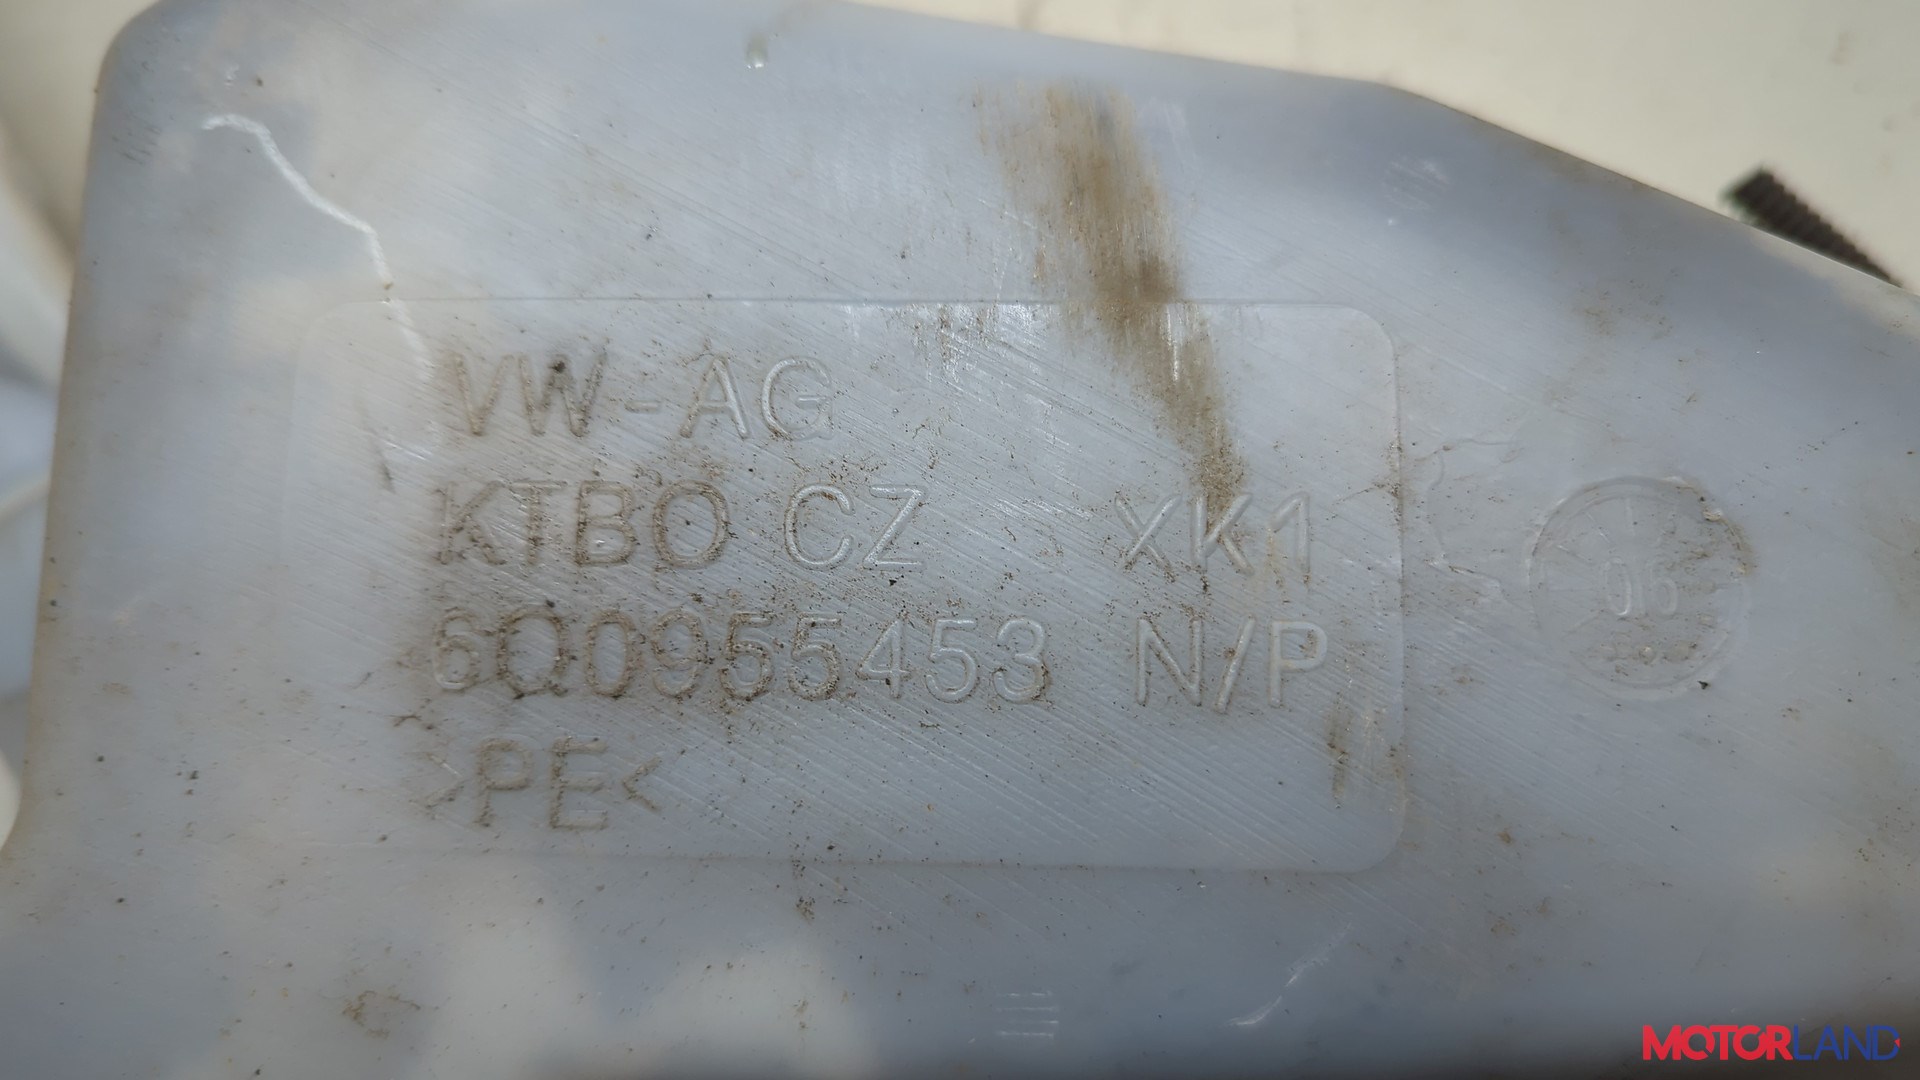 VW-AG
KTBO CZ XK1
6Q0955453 N/P
>PE<
06
MOTORLAND